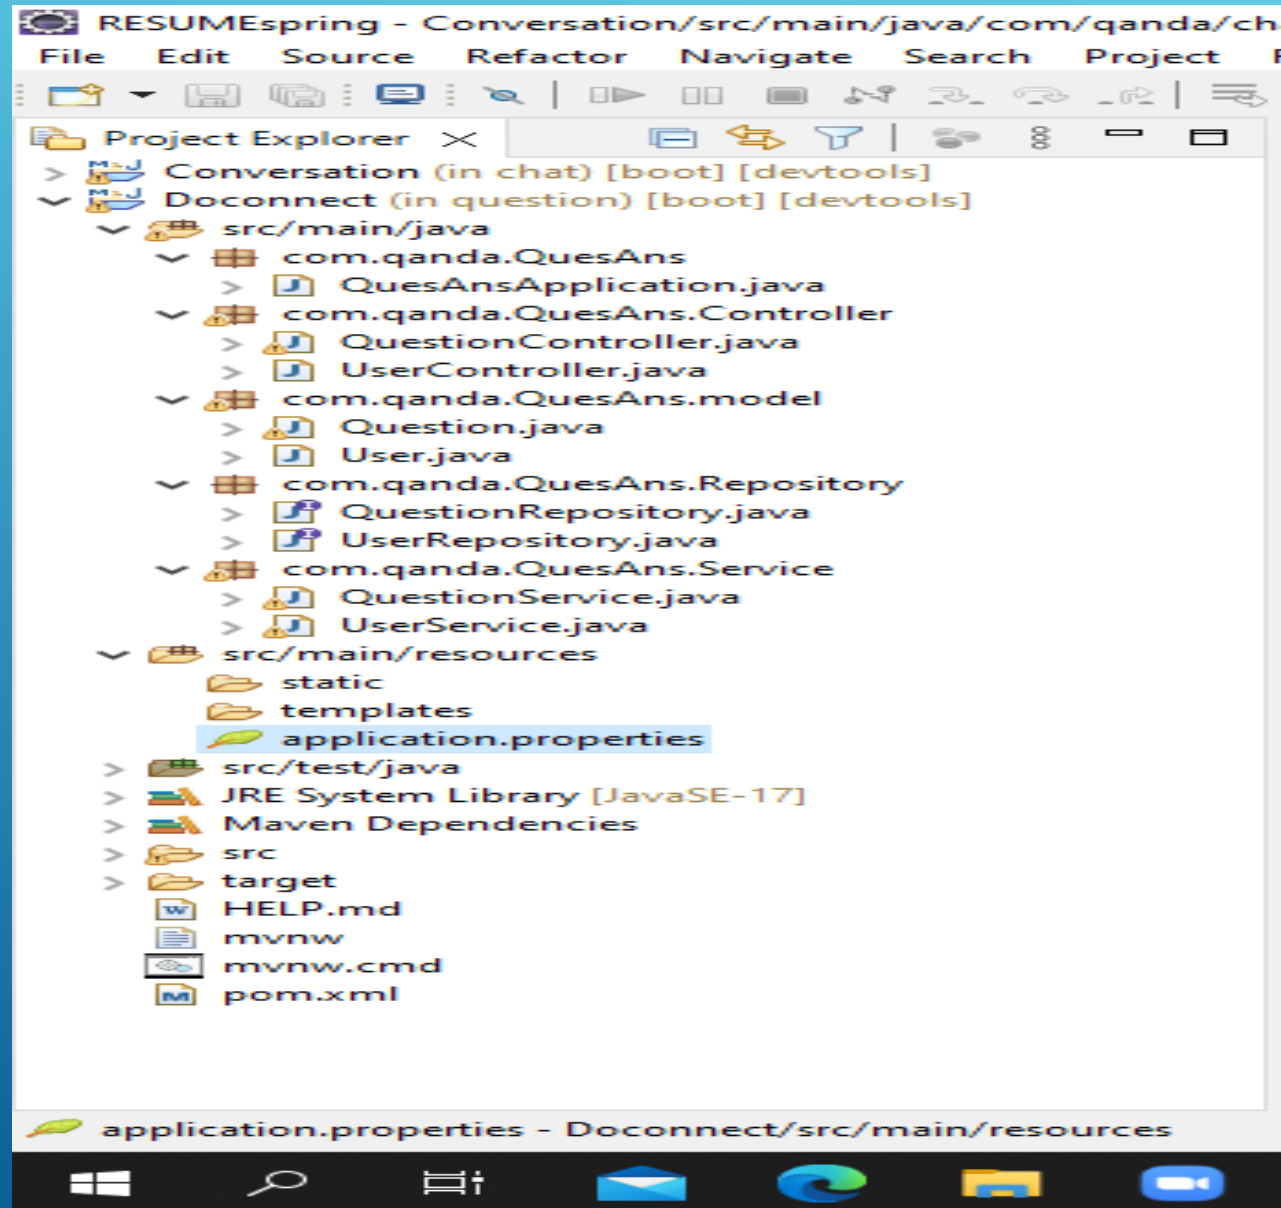 RESUMEspring - Conversation/src/main/java/com/qanda/ch
File Edit Source Refactor Navigate Search Project
Project Explorer
Conversation (in chat) [boot] [devtools]
Doconnect (in question) [boot] [devtools]
src/main/java
com.qanda.QuesAns
QuesAnsApplication.java
com.qanda.QuesAns.Controller
QuestionController.java
UserController.java
com.qanda.QuesAns.model
Question.java
User.java
com.qanda.QuesAns.Repository
QuestionRepository.java
UserRepository.java
com.qanda.QuesAns.Service
QuestionService.java
UserService.java
src/main/resources
static
templates
application.properties
src/test/java
JRE System Library [JavaSE-17]
Maven Dependencies
src
target
HELP.md
mvnw
mvnw.cmd
pom.xml
application.properties - Doconnect/src/main/resources